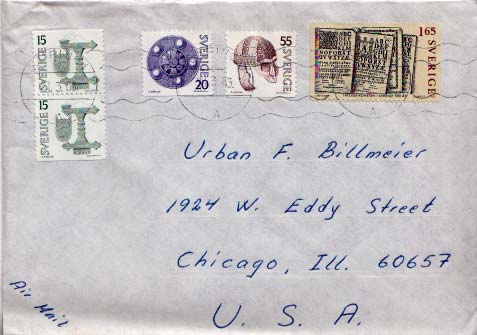 15
SVERIGE
15
SVERIGE
SVERIGE
20
55
SVERIGE
165
SVERIGE
Urban F. Billmeier
1924 W. Eddy Street
Chicago, Ill. 60657
U. S. A.
Air Mail